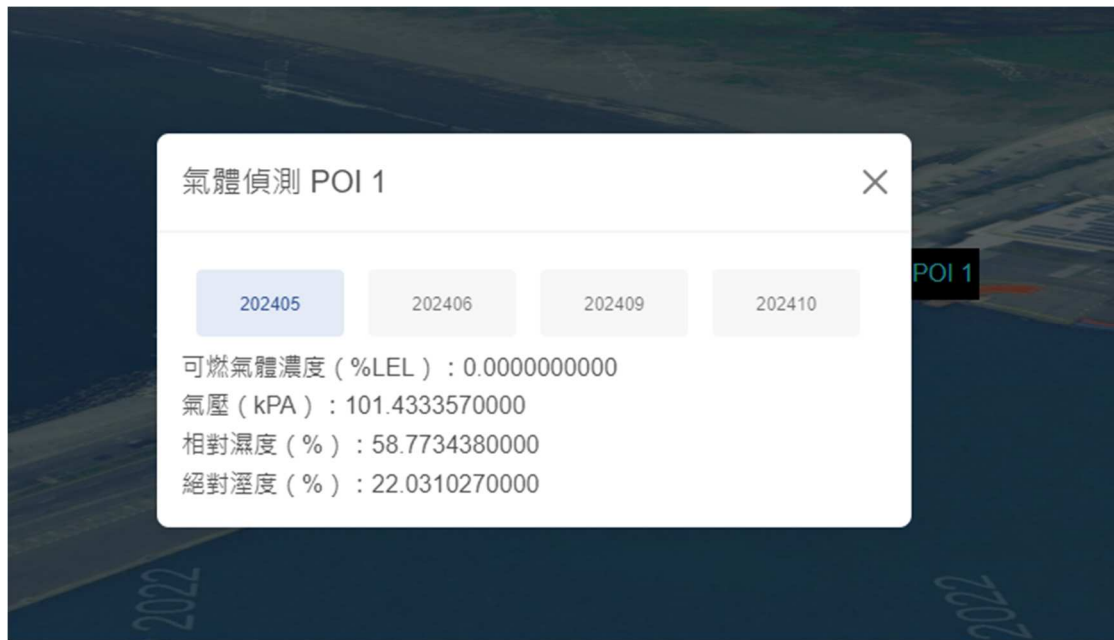 氣體偵測 POI 1
202405 202406 202409 202410
POI 1
可燃氣體濃度（%LEL）：0.0000000000
氣壓（kPA）：101.4333570000
相對濕度（%）：58.7734380000
絕對溼度（%）：22.0310270000
2022
2022